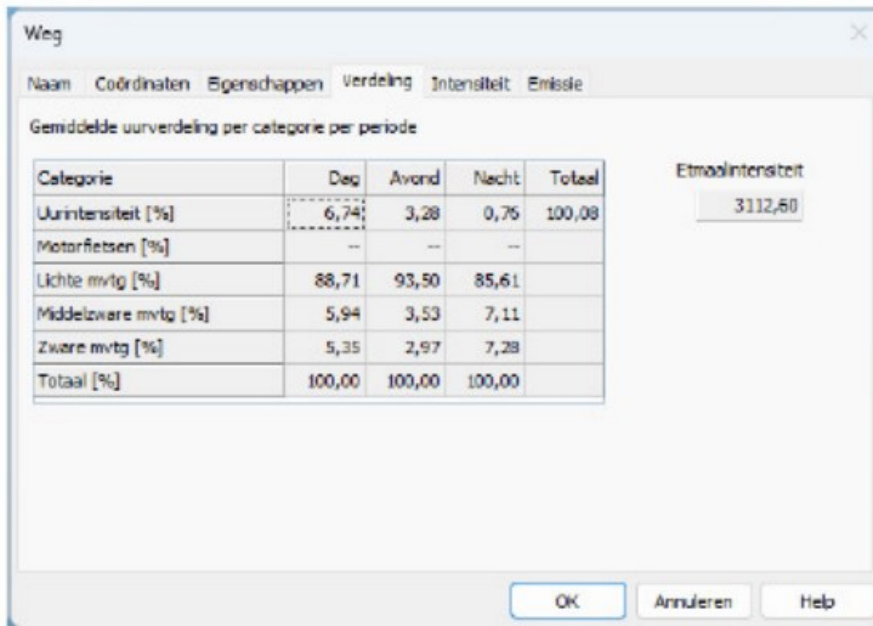 Weg
Naam Coördinaten Eigenschappen Verdeling Intensiteit Emissie
Gemiddelde uurverdeling per categorie per periode
Categorie Dag Avond Nacht Totaal
Uurintensiteit [%] 6,74 3,28 0,76 100,08
Motorfietsen [%] -- -- --
Lichte mvtg [%] 88,71 93,50 85,61
Middelzware mvtg [%] 5,94 3,53 7,11
Zware mvtg [%] 5,35 2,97 7,28
Totaal [%] 100,00 100,00 100,00
Etmaalintensiteit
3112,60
OK Annuleren Help